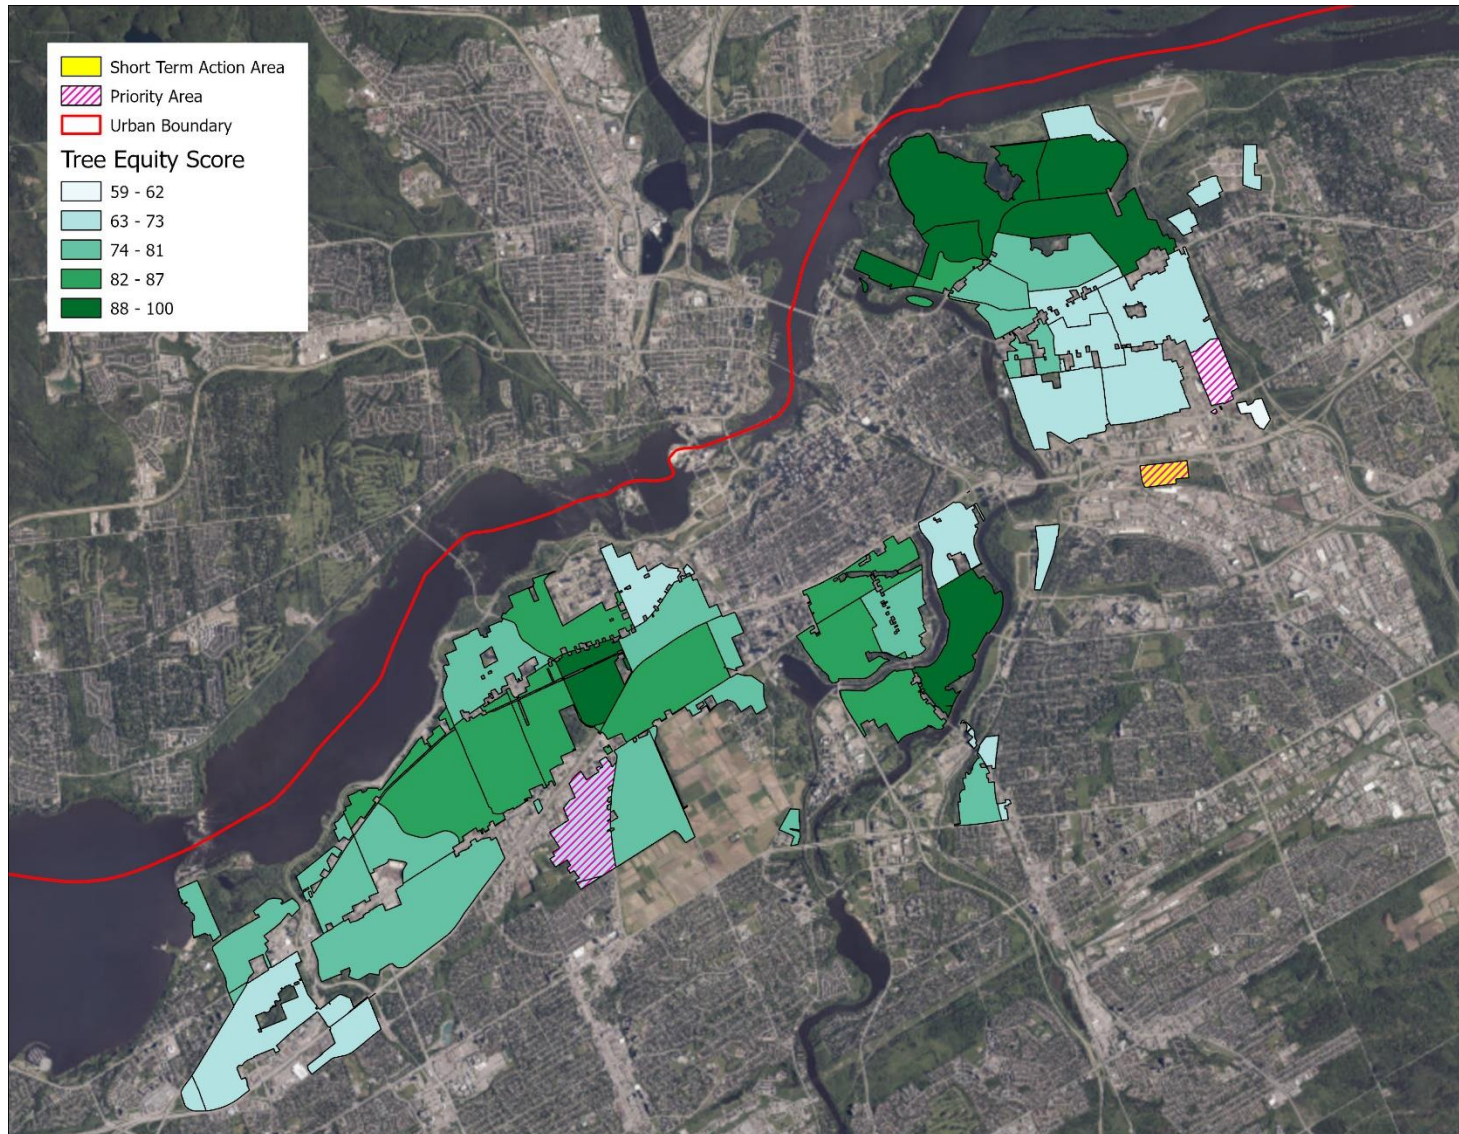 Short Term Action Area
Priority Area
Urban Boundary
Tree Equity Score
59 - 62
63 - 73
74 - 81
82 - 87
88 - 100